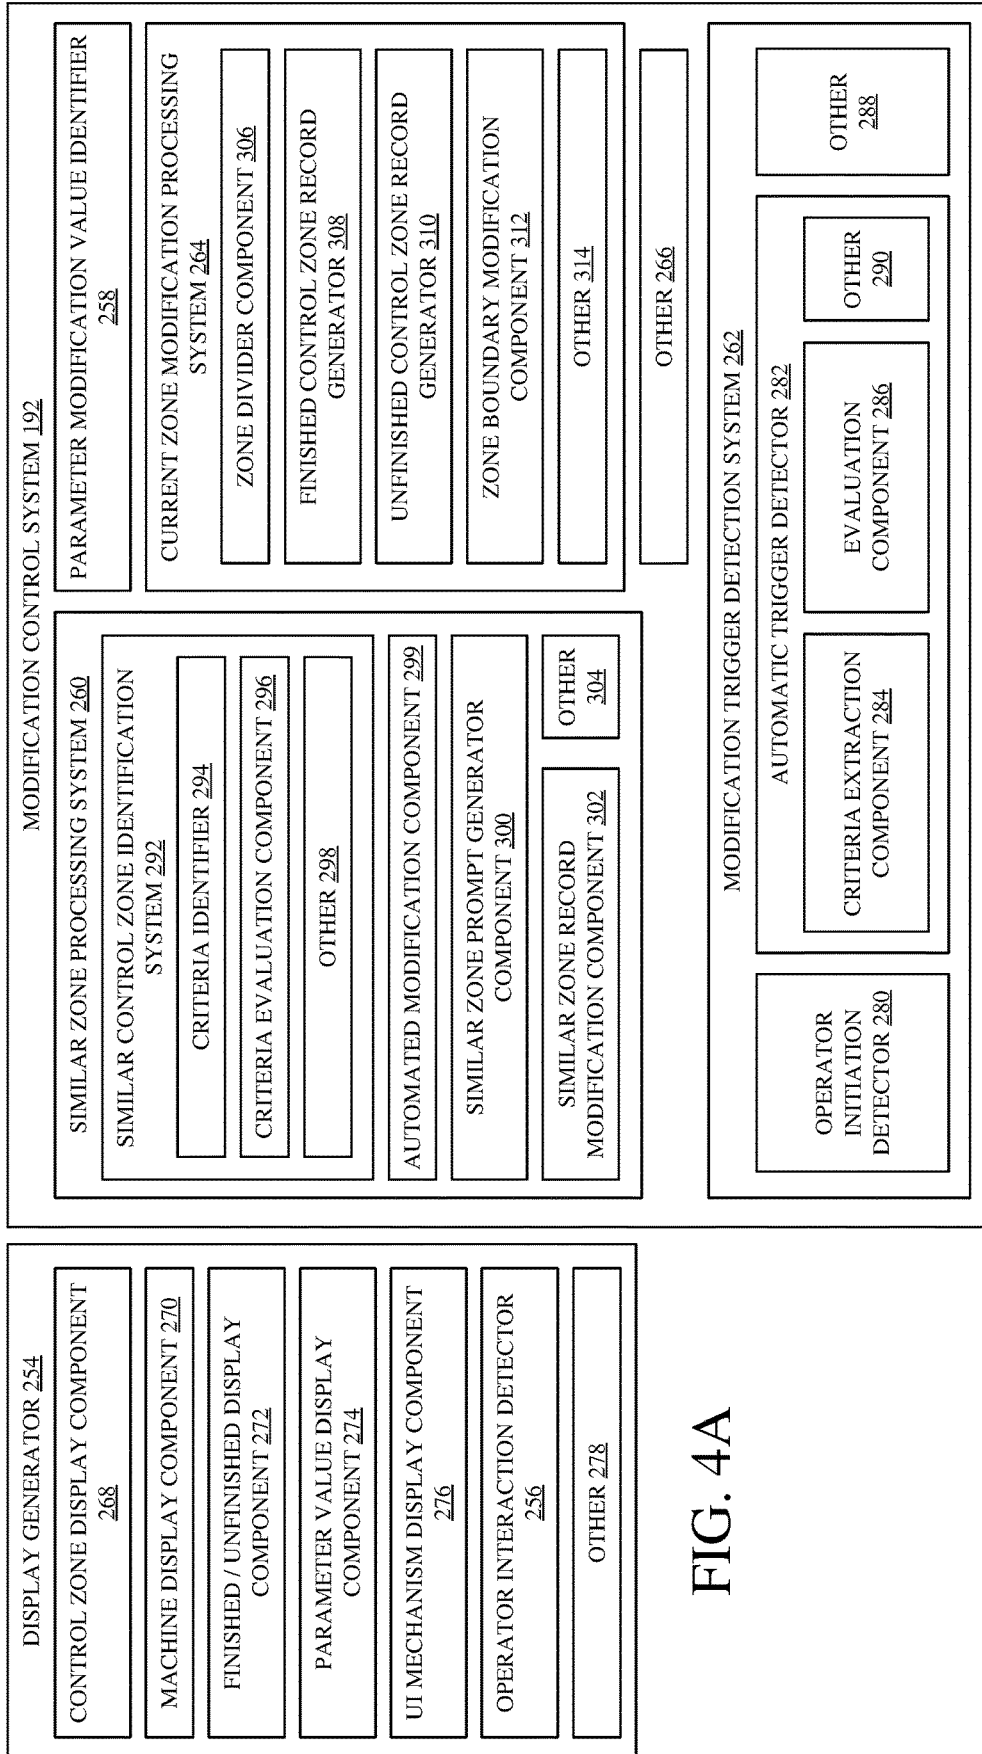 DISPLAY GENERATOR 254
CONTROL ZONE DISPLAY COMPONENT
268
MACHINE DISPLAY COMPONENT 270
FINISHED / UNFINISHED DISPLAY
COMPONENT 272
PARAMETER VALUE DISPLAY
COMPONENT 274
UI MECHANISM DISPLAY COMPONENT
276
OPERATOR INTERACTION DETECTOR
256
OTHER 278
MODIFICATION CONTROL SYSTEM 192
SIMILAR ZONE PROCESSING SYSTEM 260
SIMILAR CONTROL ZONE IDENTIFICATION
SYSTEM 292
CRITERIA IDENTIFIER 294
CRITERIA EVALUATION COMPONENT 296
OTHER 298
AUTOMATED MODIFICATION COMPONENT 299
SIMILAR ZONE PROMPT GENERATOR
COMPONENT 300
SIMILAR ZONE RECORD
MODIFICATION COMPONENT 302
OTHER
304
PARAMETER MODIFICATION VALUE IDENTIFIER
258
CURRENT ZONE MODIFICATION PROCESSING
SYSTEM 264
ZONE DIVIDER COMPONENT 306
FINISHED CONTROL ZONE RECORD
GENERATOR 308
UNFINISHED CONTROL ZONE RECORD
GENERATOR 310
ZONE BOUNDARY MODIFICATION
COMPONENT 312
OTHER 314
OTHER 266
MODIFICATION TRIGGER DETECTION SYSTEM 262
OPERATOR
INITIATION
DETECTOR 280
AUTOMATIC TRIGGER DETECTOR 282
CRITERIA EXTRACTION
COMPONENT 284
EVALUATION
COMPONENT 286
OTHER
290
OTHER
288
FIG. 4A